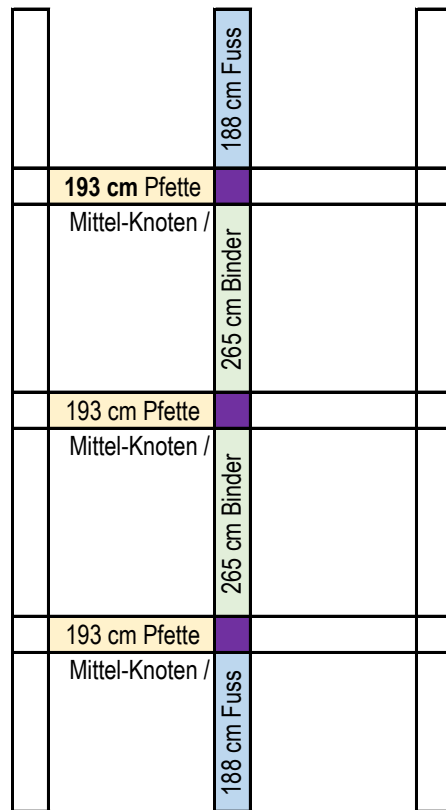 188 cm Fuss
193 cm Pfette
Mittel-Knoten /
265 cm Binder
193 cm Pfette
Mittel-Knoten /
265 cm Binder
193 cm Pfette
Mittel-Knoten /
188 cm Fuss